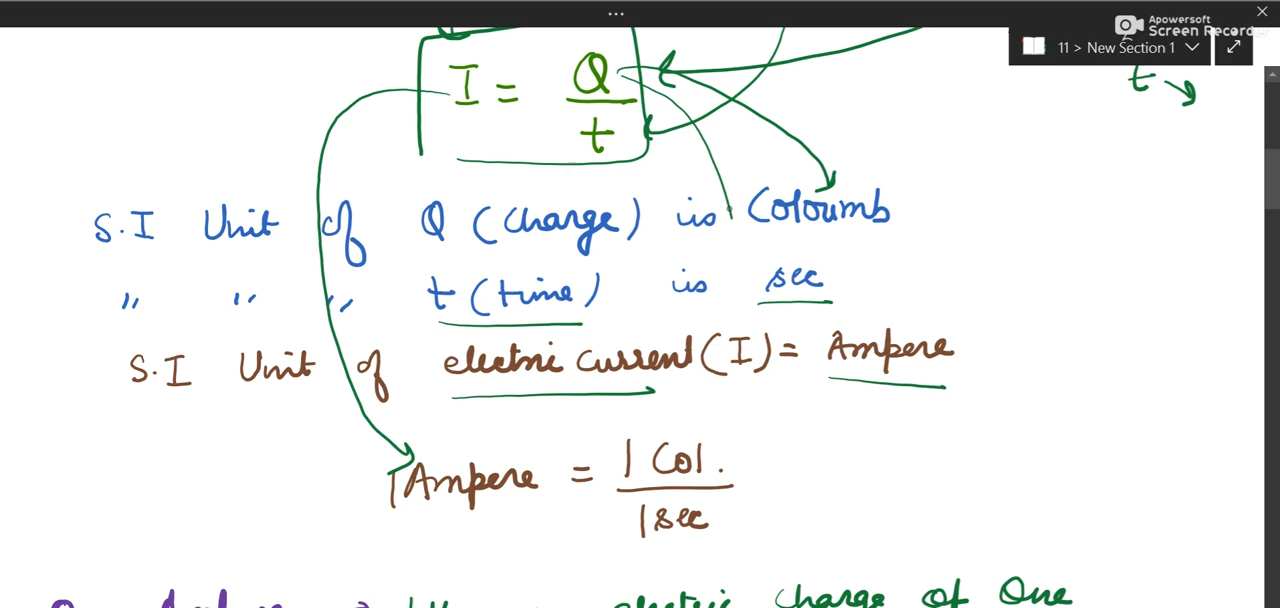 ...
Apowersoft
Screen Recorder
11 > New Section 1
t →
I = Q/t
S.I Unit of Q (Charge) is Coloumb
" " " t (time) is sec
S.I Unit of electric current (I) = Ampere
1 Ampere = 1 Col. / 1 sec
electric charge of One